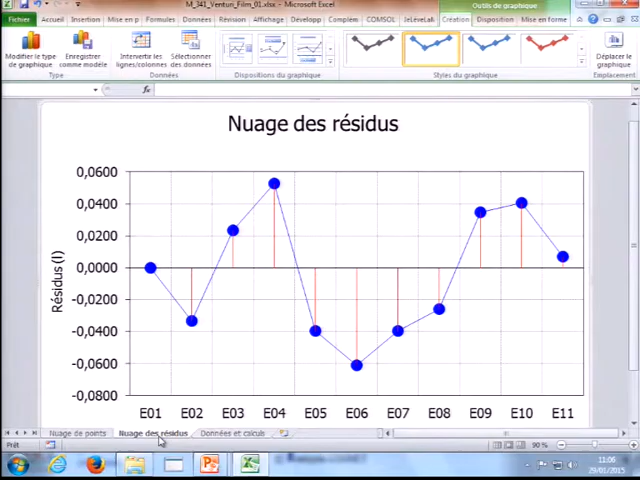 M_341_Venturi_Film_01.xlsx - Microsoft Excel
Outils de graphique
Fichier Accueil Insertion Mise en p Formules Données Révision Affichage Développ Complém COMSOL Création Disposition Mise en forme
Modifier le type de graphique
Enregistrer comme modèle
Intervertir les lignes/colonnes
Sélectionner des données
Déplacer le graphique
Type Données Dispositions du graphique Styles du graphique Emplacement
fx
Nuage des résidus
0,0600
0,0400
0,0200
0,0000
-0,0200
-0,0400
-0,0600
-0,0800
Résidus (l)
E01 E02 E03 E04 E05 E06 E07 E08 E09 E10 E11
Nuage de points Nuage des résidus Données et calculs
Prêt 90 %
11:06
29/01/2015